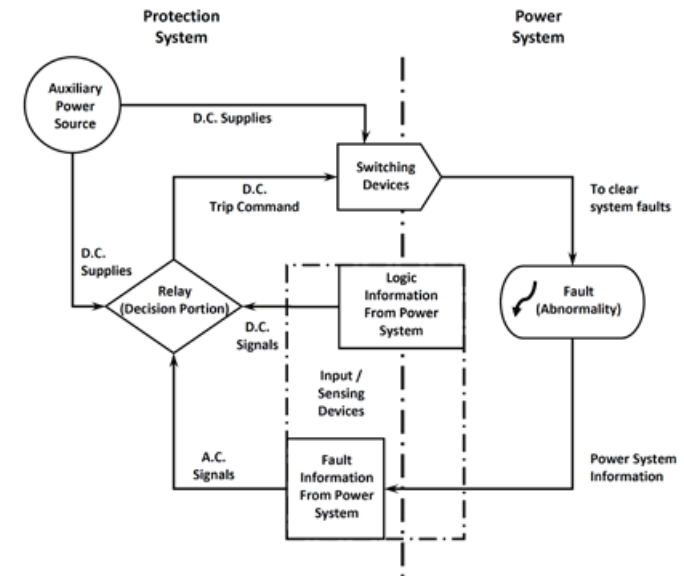 Protection
System
Power
System
Auxiliary
Power
Source
D.C. Supplies
Switching
Devices
D.C.
Trip Command
To clear
system faults
D.C.
Supplies
Relay
(Decision Portion)
Logic
Information
From Power
System
Fault
(Abnormality)
D.C.
Signals
Input /
Sensing
Devices
A.C.
Signals
Fault
Information
From Power
System
Power System
Information